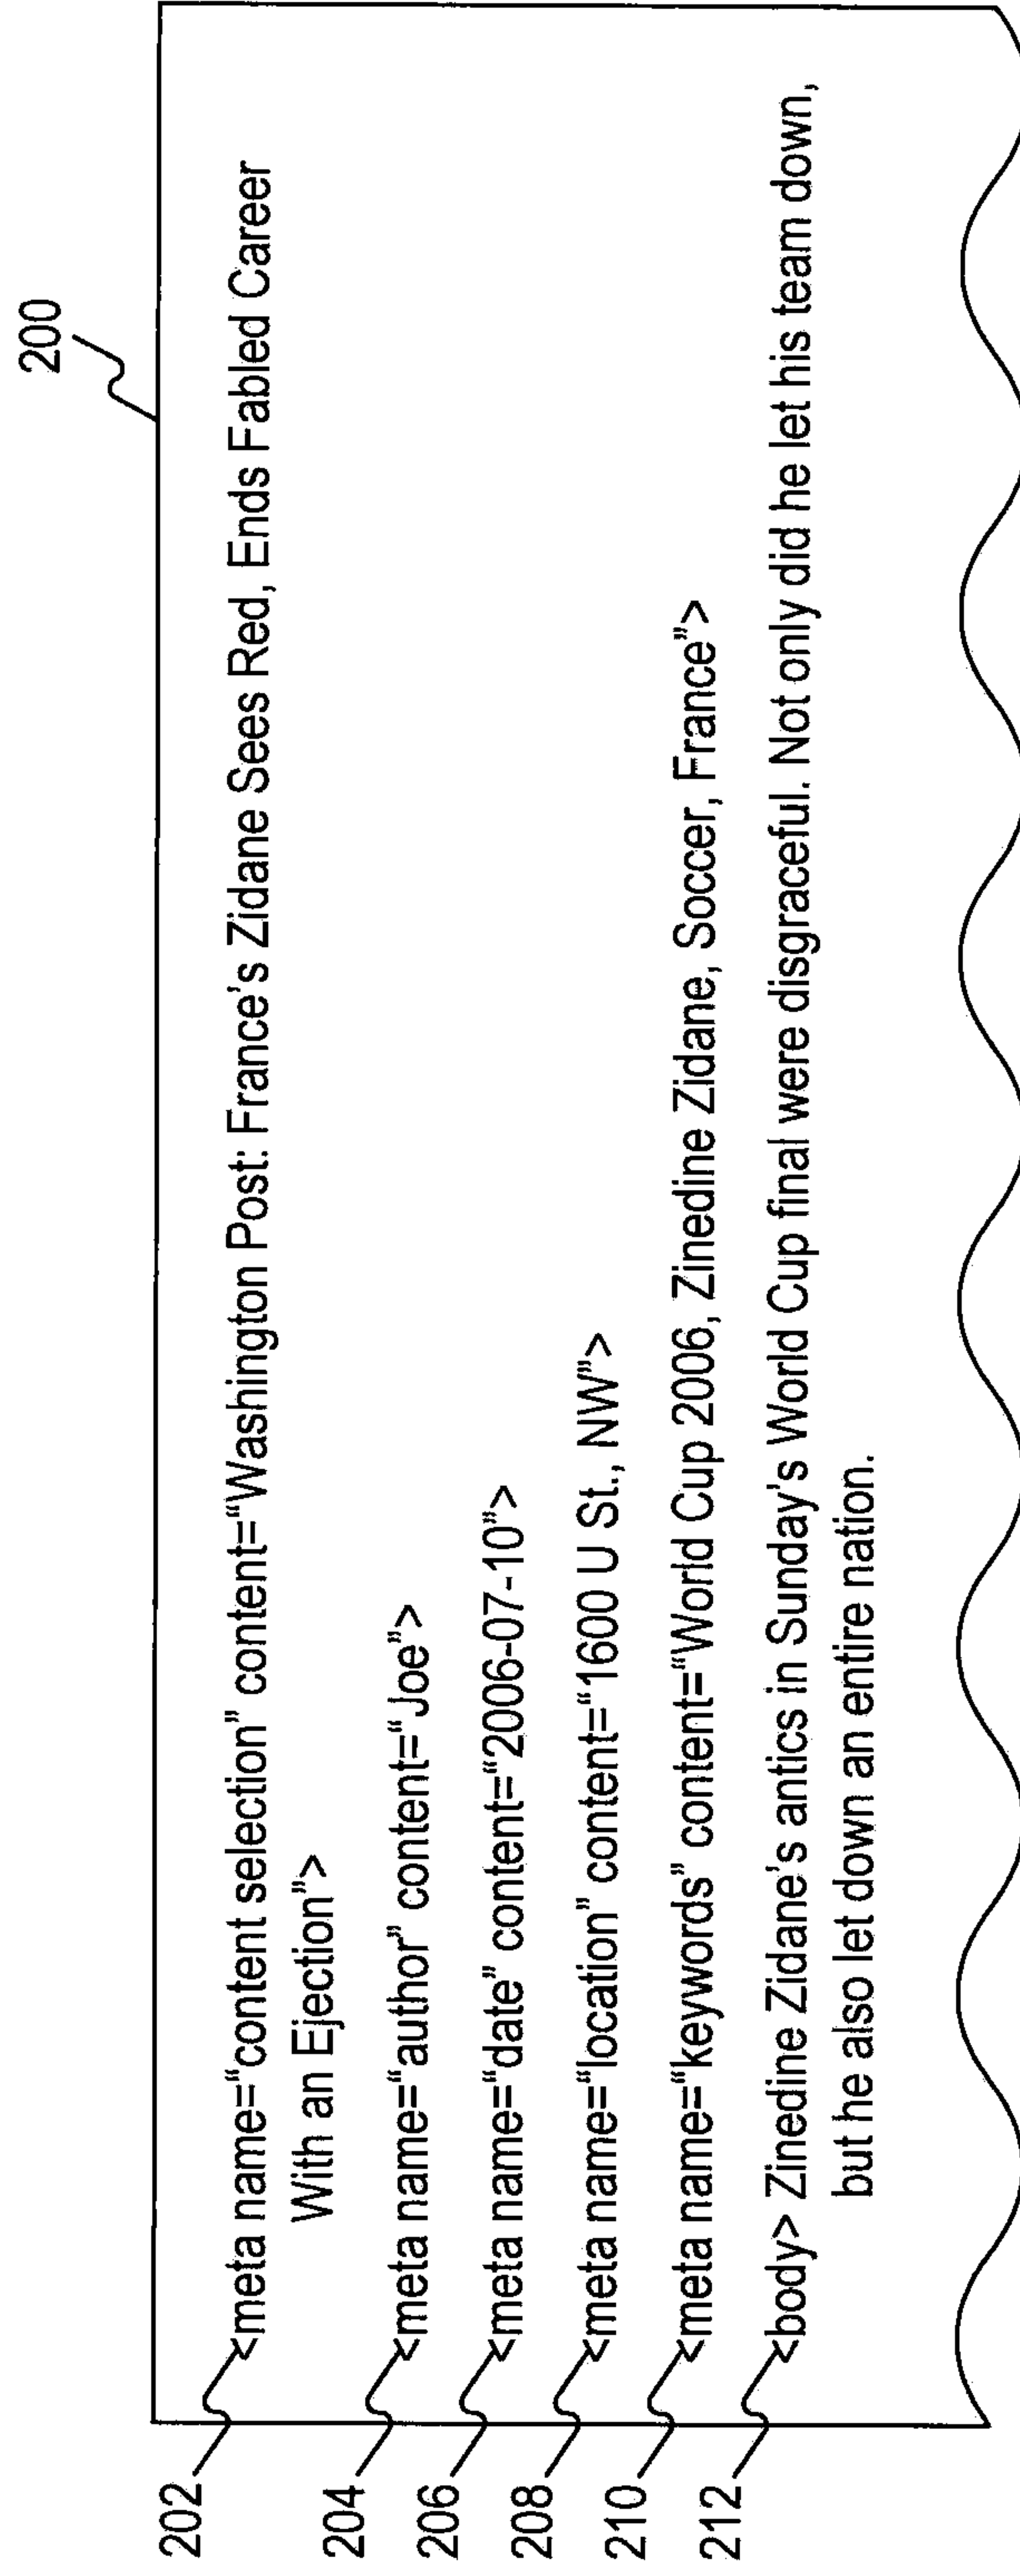 200
202 <meta name=“content selection” content=“Washington Post: France’s Zidane Sees Red, Ends Fabled Career
With an Ejection”>
204 <meta name=“author” content=“Joe”>
206 <meta name=“date” content=“2006-07-10”>
208 <meta name=“location” content=“1600 U St., NW”>
210 <meta name=“keywords” content=“World Cup 2006, Zinedine Zidane, Soccer, France”>
212 <body> Zinedine Zidane’s antics in Sunday’s World Cup final were disgraceful. Not only did he let his team down,
but he also let down an entire nation.